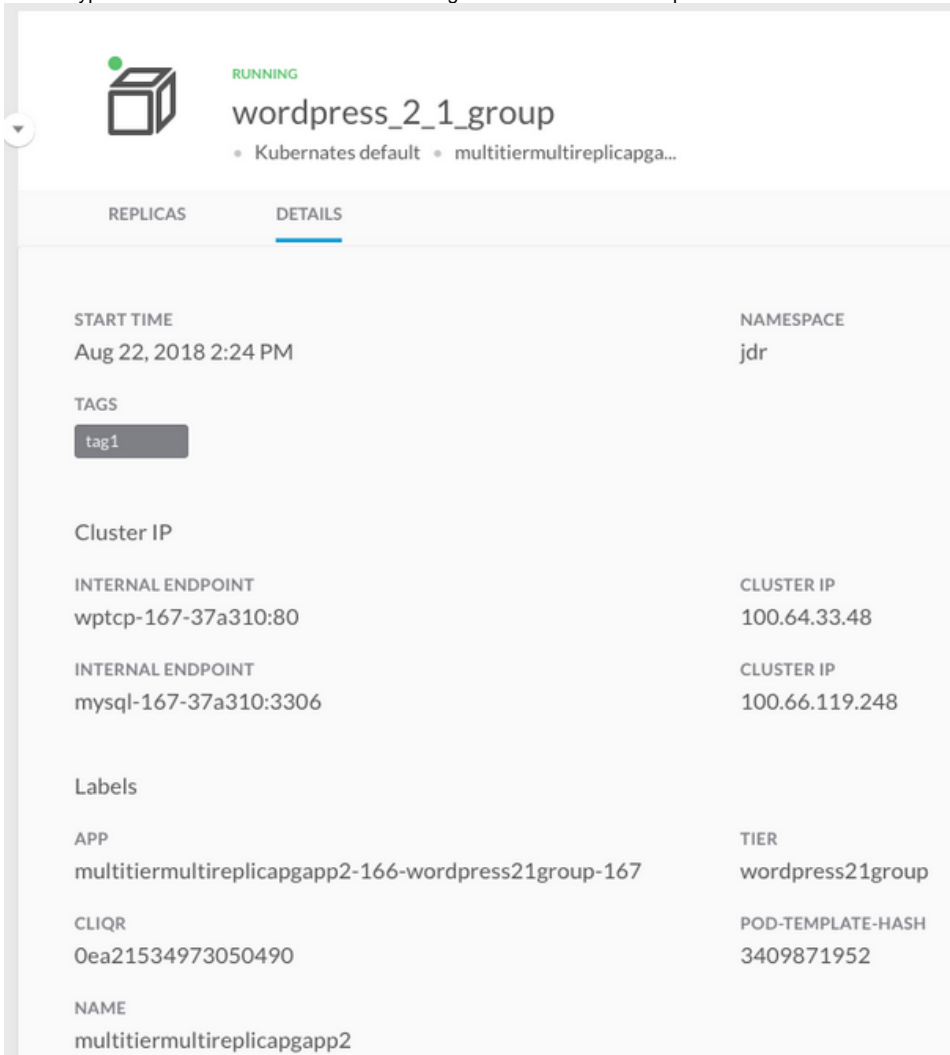 RUNNING
wordpress_2_1_group
Kubernates default • multitiermultireplicapga...
REPLICAS DETAILS
START TIME NAMESPACE
Aug 22, 2018 2:24 PM jdr
TAGS
tag1
Cluster IP
INTERNAL ENDPOINT CLUSTER IP
wptcp-167-37a310:80 100.64.33.48
INTERNAL ENDPOINT CLUSTER IP
mysql-167-37a310:3306 100.66.119.248
Labels
APP TIER
multitiermultireplicapgapp2-166-wordpress21group-167 wordpress21group
CLIQR POD-TEMPLATE-HASH
0ea21534973050490 3409871952
NAME
multitiermultireplicapgapp2